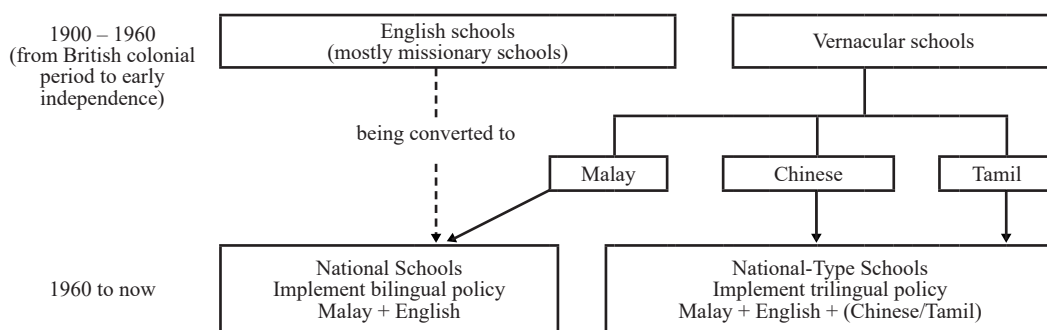 1900 – 1960
(from British colonial
period to early
independence)
English schools
(mostly missionary schools)
Vernacular schools
being converted to
Malay
Chinese
Tamil
1960 to now
National Schools
Implement bilingual policy
Malay + English
National-Type Schools
Implement trilingual policy
Malay + English + (Chinese/Tamil)